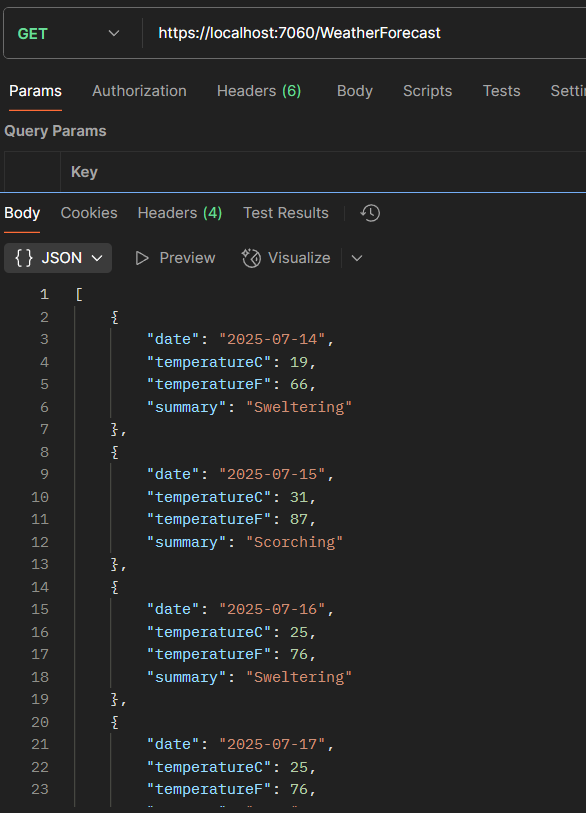 GET https://localhost:7060/WeatherForecast
Params Authorization Headers (6) Body Scripts Tests Setti
Query Params
Key
Body Cookies Headers (4) Test Results
{} JSON Preview Visualize
1 [
2 {
3 "date": "2025-07-14",
4 "temperatureC": 19,
5 "temperatureF": 66,
6 "summary": "Sweltering"
7 },
8 {
9 "date": "2025-07-15",
10 "temperatureC": 31,
11 "temperatureF": 87,
12 "summary": "Scorching"
13 },
14 {
15 "date": "2025-07-16",
16 "temperatureC": 25,
17 "temperatureF": 76,
18 "summary": "Sweltering"
19 },
20 {
21 "date": "2025-07-17",
22 "temperatureC": 25,
23 "temperatureF": 76,